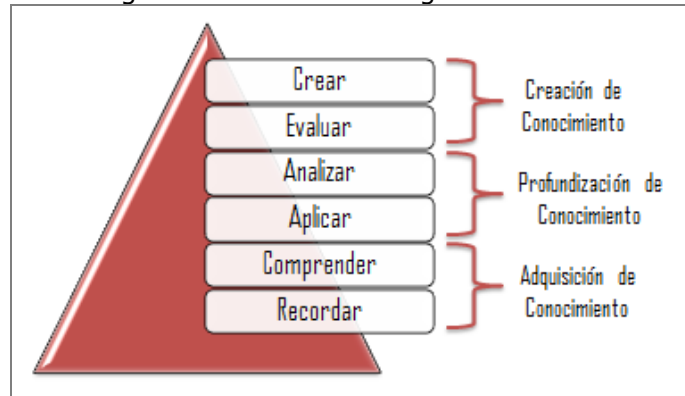 Crear
Evaluar
Analizar
Aplicar
Comprender
Recordar
Creación de
Conocimiento
Profundización de
Conocimiento
Adquisición de
Conocimiento